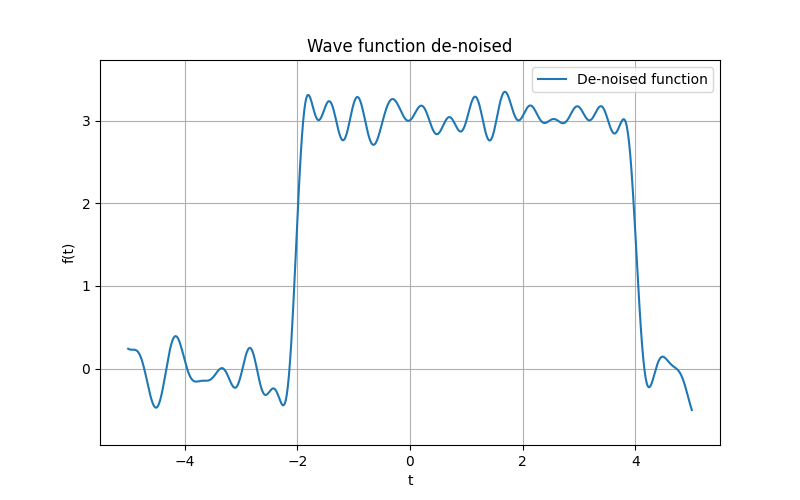 Wave function de-noised
De-noised function
f(t)
3
2
1
0
−4
−2
0
2
4
t